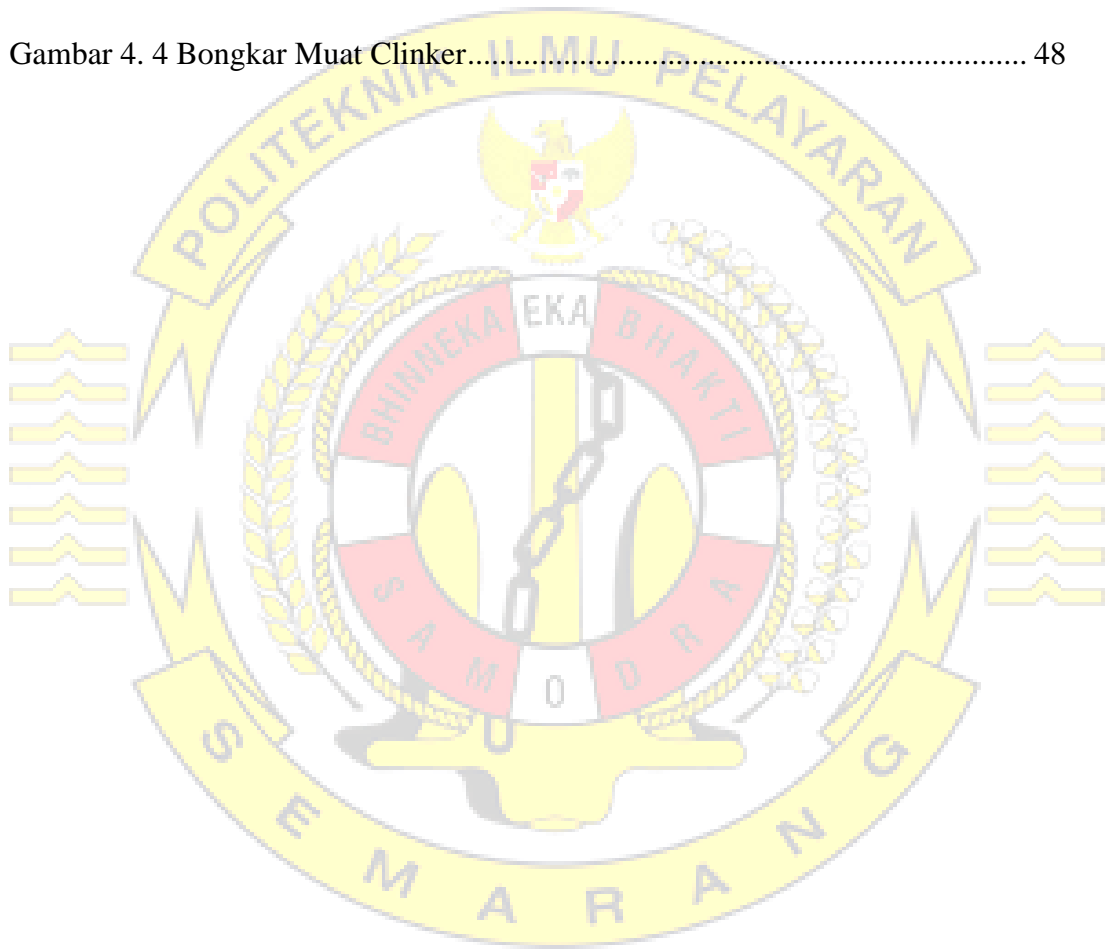 Gambar 4. 4 Bongkar Muat Clinker.................................................................... 48
POLITEKNIK ILMU PELAYARAN
BHINNEKA EKA BHAKTI
SAMODRA
SEMARANG